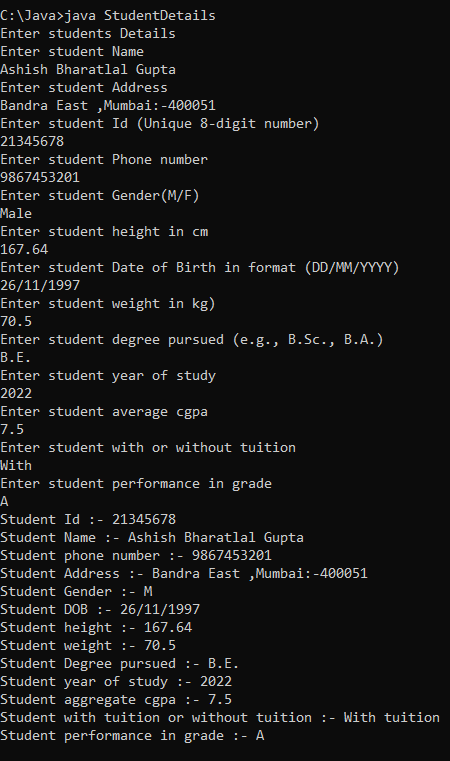 C:\Java>java StudentDetails
Enter students Details
Enter student Name
Ashish Bharatlal Gupta
Enter student Address
Bandra East ,Mumbai:-400051
Enter student Id (Unique 8-digit number)
21345678
Enter student Phone number
9867453201
Enter student Gender(M/F)
Male
Enter student height in cm
167.64
Enter student Date of Birth in format (DD/MM/YYYY)
26/11/1997
Enter student weight in kg)
70.5
Enter student degree pursued (e.g., B.Sc., B.A.)
B.E.
Enter student year of study
2022
Enter student average cgpa
7.5
Enter student with or without tuition
With
Enter student performance in grade
A
Student Id :- 21345678
Student Name :- Ashish Bharatlal Gupta
Student phone number :- 9867453201
Student Address :- Bandra East ,Mumbai:-400051
Student Gender :- M
Student DOB :- 26/11/1997
Student height :- 167.64
Student weight :- 70.5
Student Degree pursued :- B.E.
Student year of study :- 2022
Student aggregate cgpa :- 7.5
Student with tuition or without tuition :- With tuition
Student performance in grade :- A